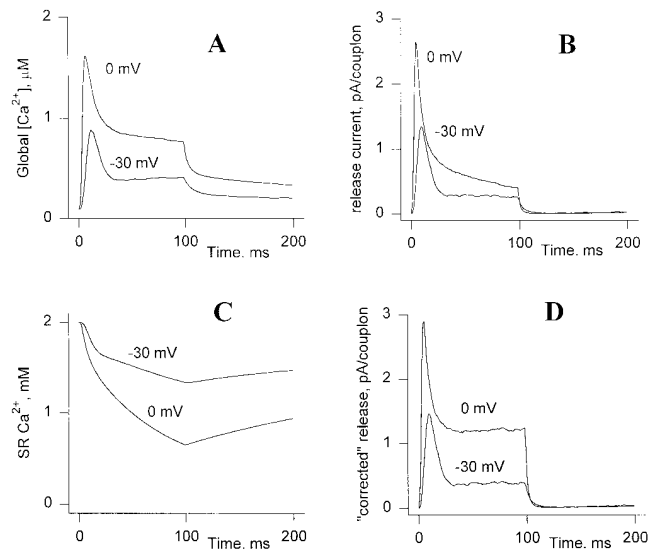 A
2
Global [Ca2+], µM
1
0
0 mV
-30 mV
0
100
200
Time, ms
B
3
release current, pA/couplon
2
1
0
0 mV
-30 mV
0
100
200
Time, ms
C
2
SR Ca2+, mM
1
0
-30 mV
0 mV
0
100
200
Time, ms
D
3
"corrected" release, pA/couplon
2
1
0
0 mV
-30 mV
0
100
200
Time, ms